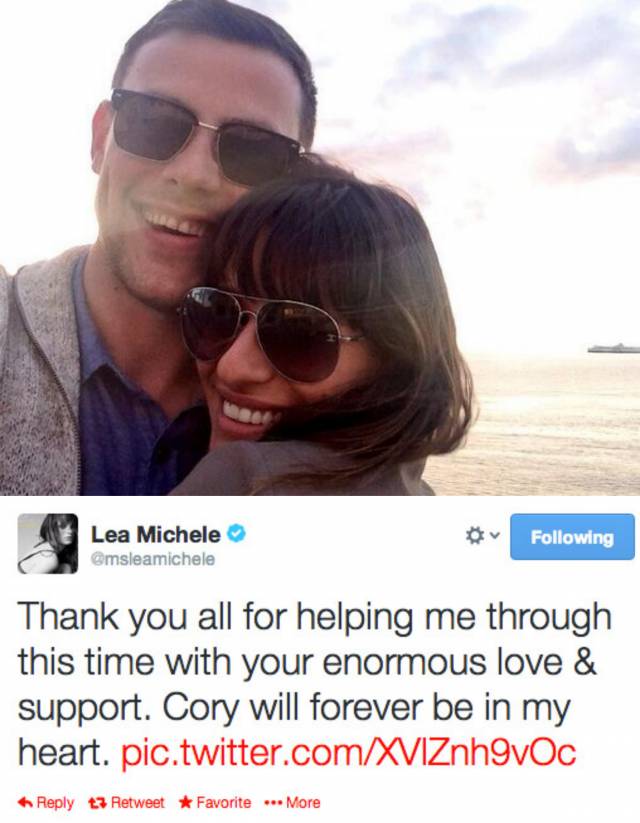 Lea Michele
@msleamichele
Following
Thank you all for helping me through
this time with your enormous love &
support. Cory will forever be in my
heart. pic.twitter.com/XVlZnh9vOc
Reply Retweet Favorite More